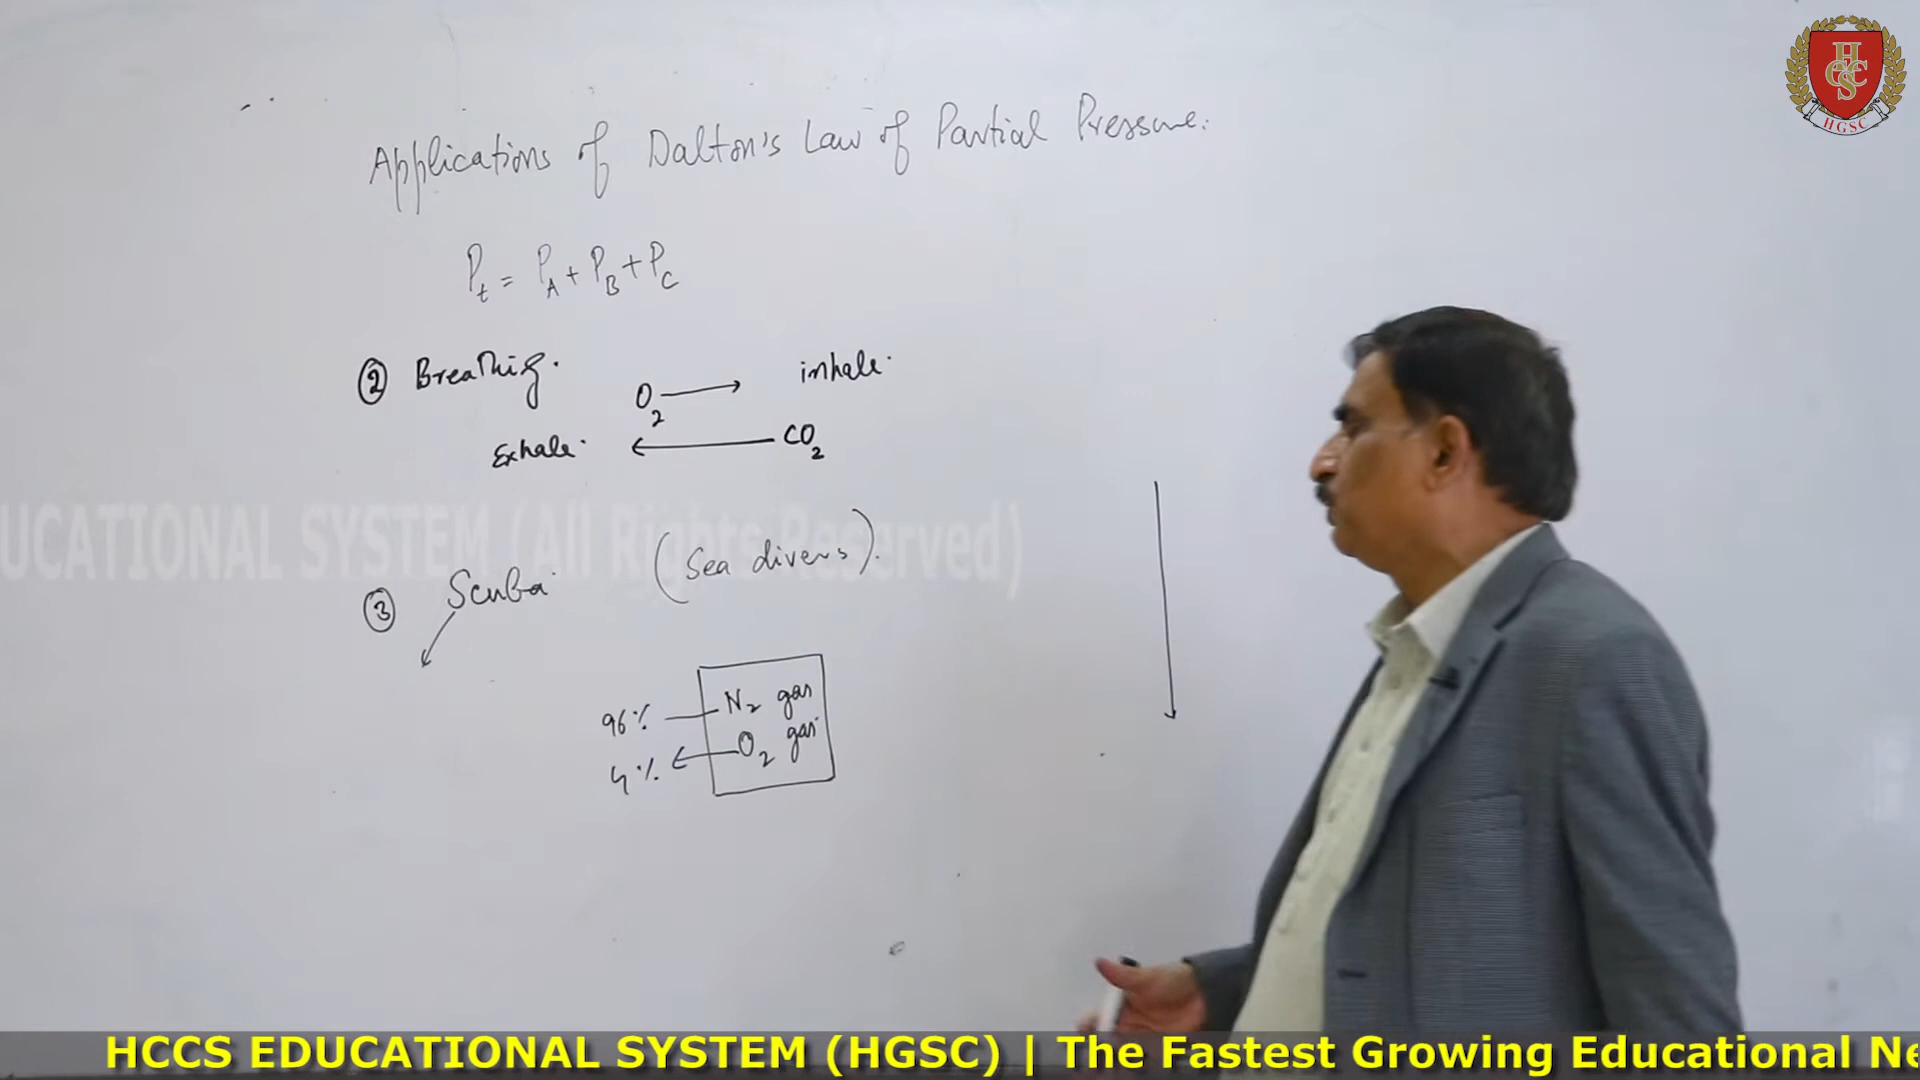 HGSC
HGSC
Applications of Dalton's Law of Partial Pressure.
Pt = PA + PB + PC
② Breathing. O2 → inhale.
Exhale. ← CO2
UCATIONAL SYSTEM (All Rights Reserved)
③ Scuba (Sea divers).
96% N2 gas
4% ← O2 gas
HCCS EDUCATIONAL SYSTEM (HGSC) | The Fastest Growing Educational Ne